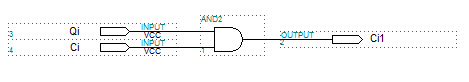 AND2
Qi INPUT
3 VCC OUTPUT Ci1
Ci INPUT 2
4 VCC 1